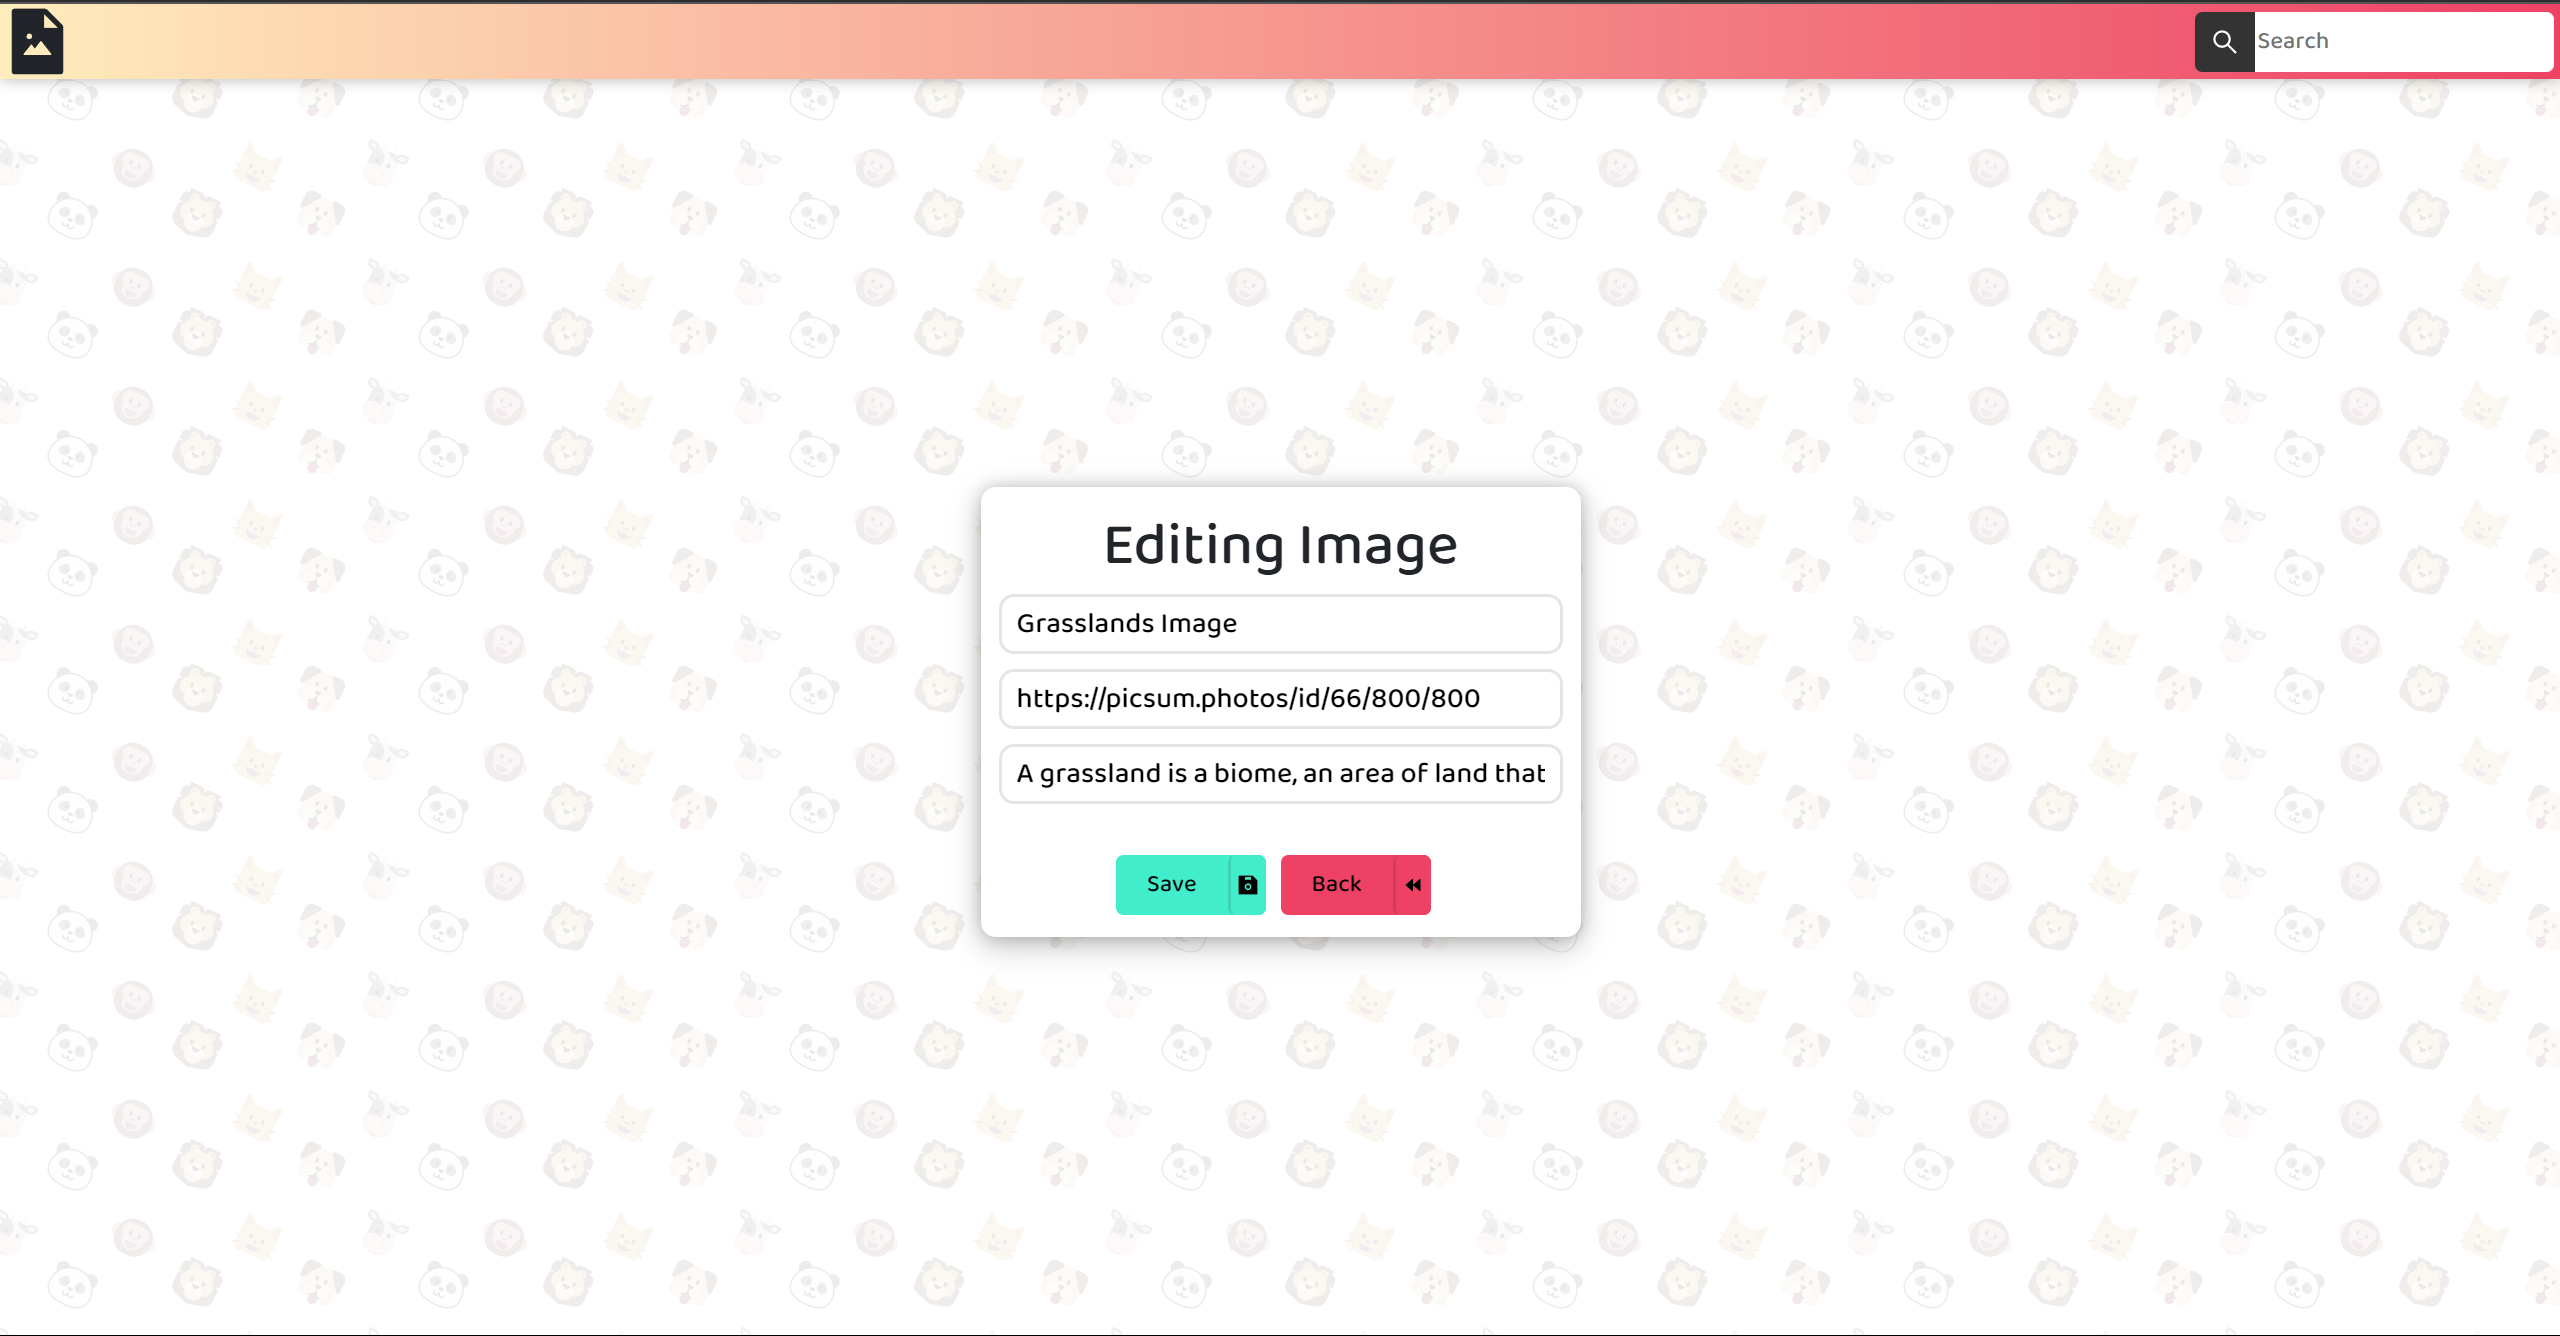 Search
Editing Image
Grasslands Image
https://picsum.photos/id/66/800/800
A grassland is a biome, an area of land that
Save
Back